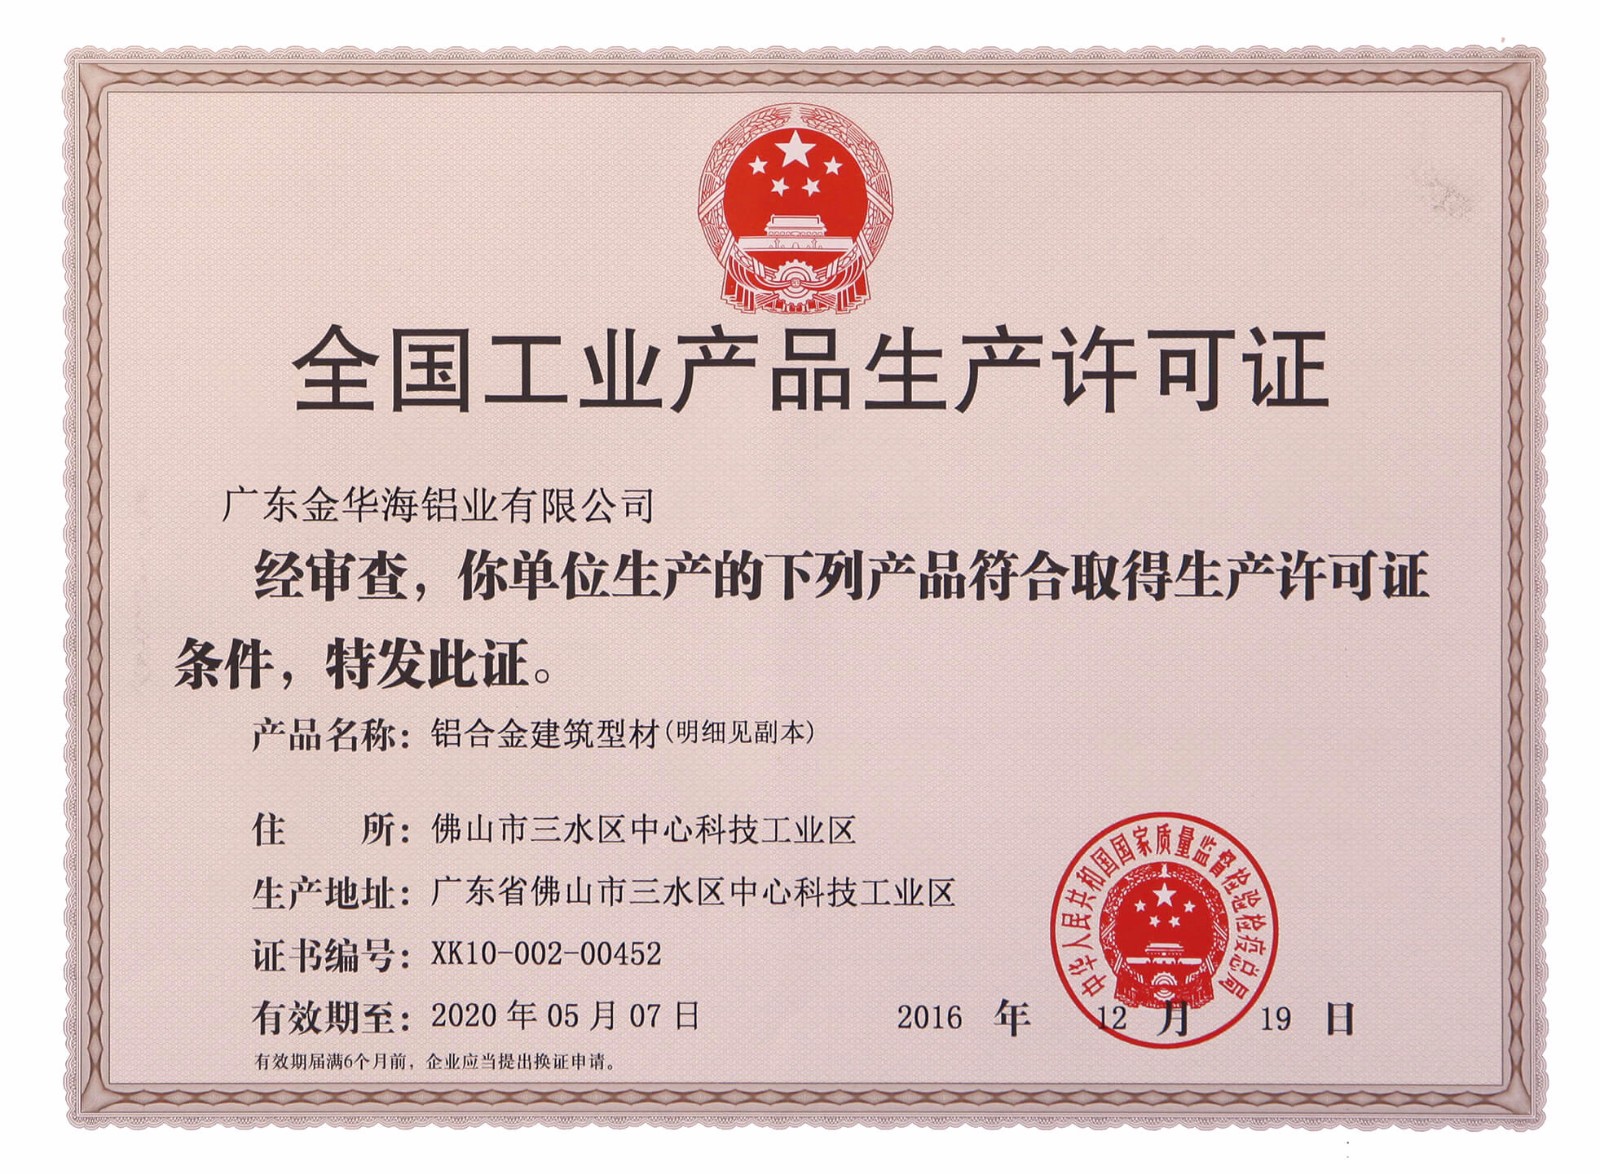 全国工业产品生产许可证
广东金华海铝业有限公司
经审查，你单位生产的下列产品符合取得生产许可证
条件，特发此证。
产品名称：铝合金建筑型材(明细见副本)
住 所：佛山市三水区中心科技工业区
生产地址：广东省佛山市三水区中心科技工业区
证书编号：XK10-002-00452
有效期至：2020 年 05 月 07 日
2016 年 12 月 19 日
有效期届满6个月前，企业应当提出换证申请。
中华人民共和国国家质量监督检验检疫总局